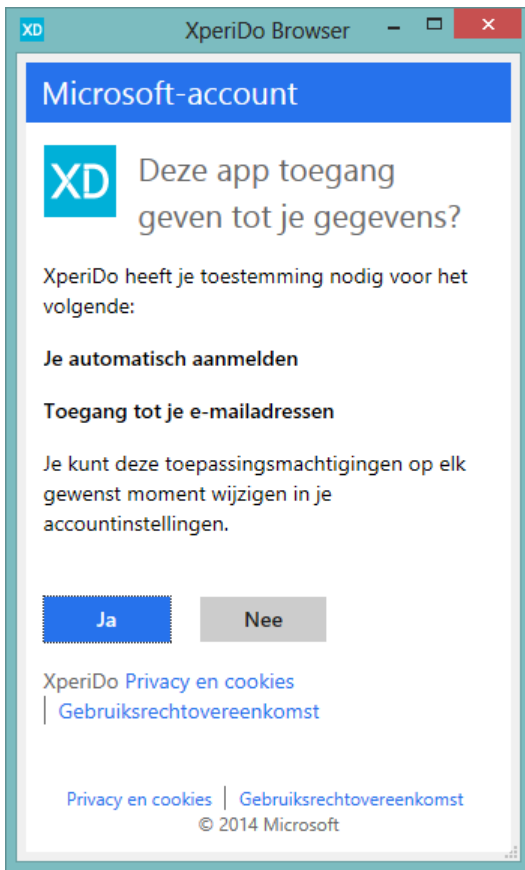 XD XperiDo Browser
Microsoft-account
XD
Deze app toegang
geven tot je gegevens?
XperiDo heeft je toestemming nodig voor het
volgende:
Je automatisch aanmelden
Toegang tot je e-mailadressen
Je kunt deze toepassingsmachtigingen op elk
gewenst moment wijzigen in je
accountinstellingen.
Ja Nee
XperiDo Privacy en cookies
| Gebruiksrechtovereenkomst
Privacy en cookies | Gebruiksrechtovereenkomst
© 2014 Microsoft